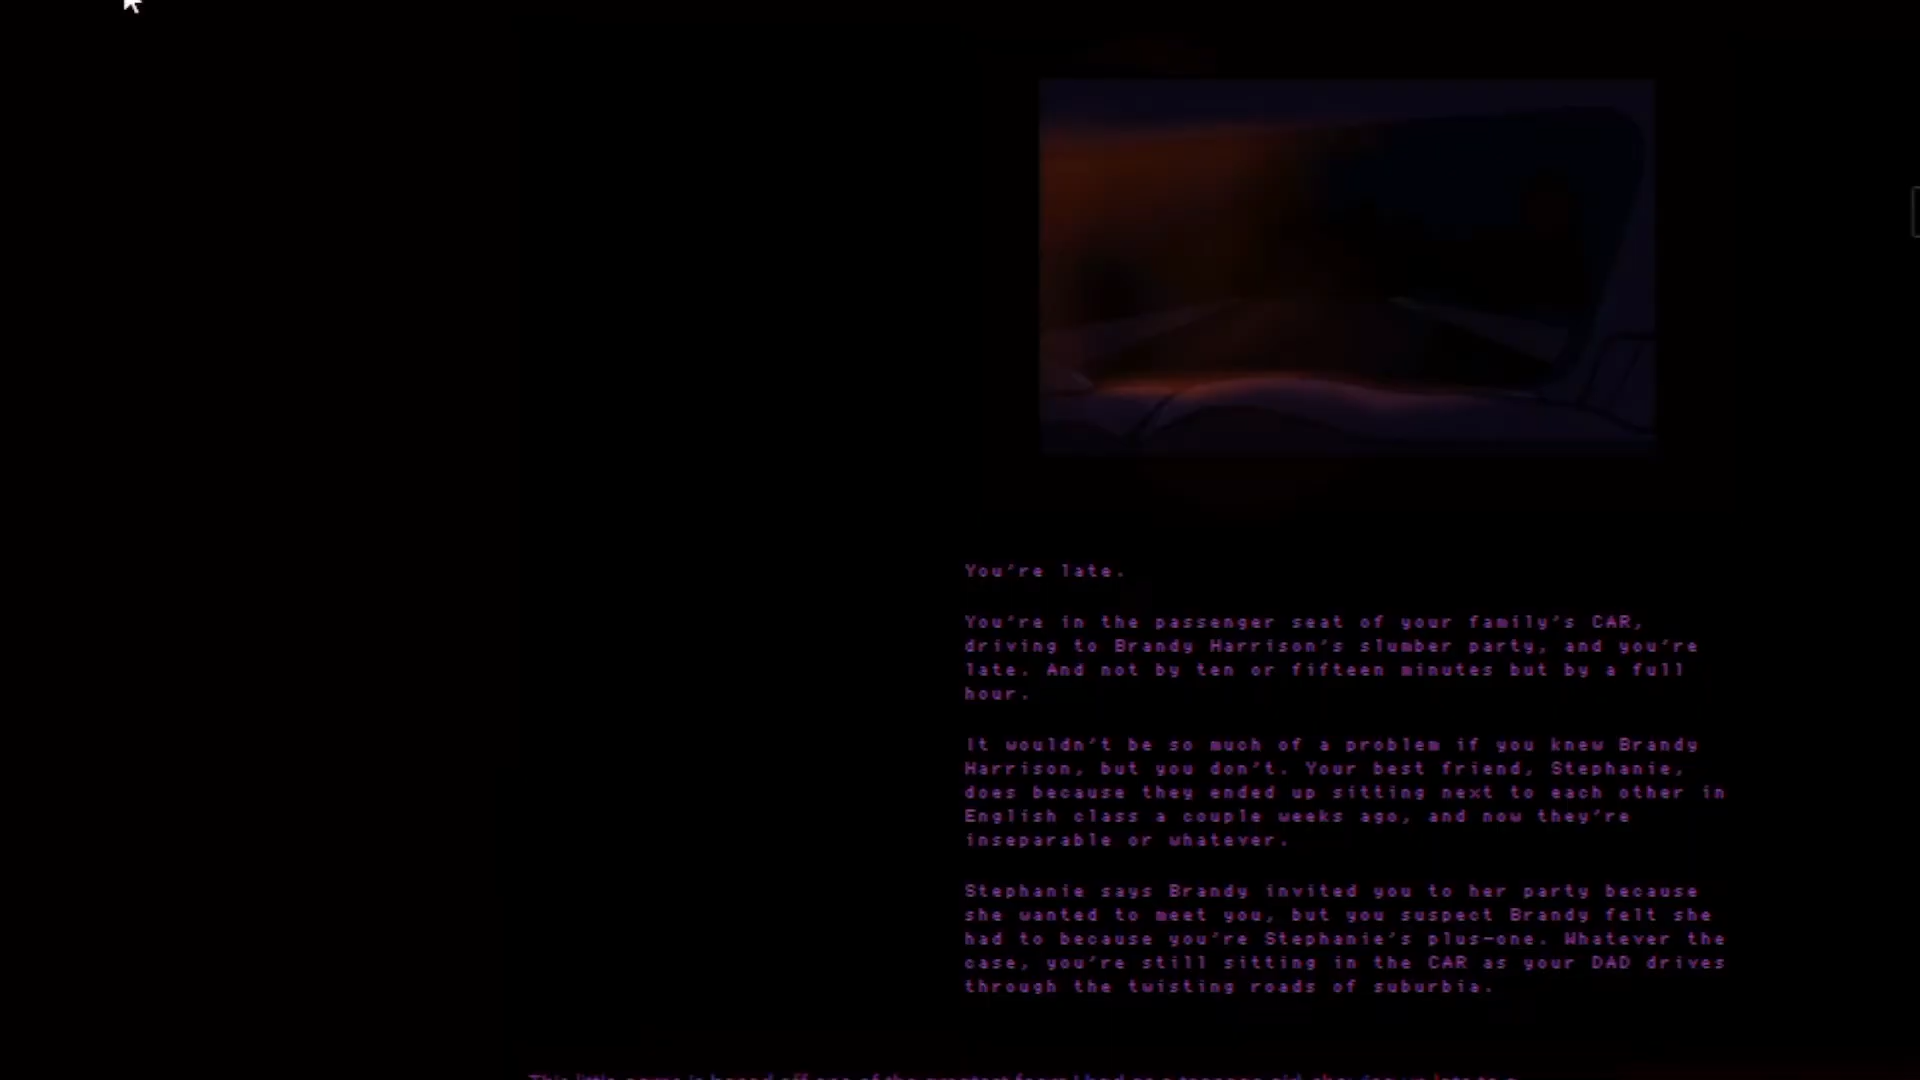 You're late.
You're in the passenger seat of your family's CAR,
driving to Brandy Harrison's slumber party, and you're
late. And not by ten or fifteen minutes but by a full
hour.
It wouldn't be so much of a problem if you knew Brandy
Harrison, but you don't. Your best friend, Stephanie,
does because they ended up sitting next to each other in
English class a couple weeks ago, and now they're
inseparable or whatever.
Stephanie says Brandy invited you to her party because
she wanted to meet you, but you suspect Brandy felt she
had to because you're Stephanie's plus-one. Whatever the
case, you're still sitting in the CAR as your DAD drives
through the twisting roads of suburbia.